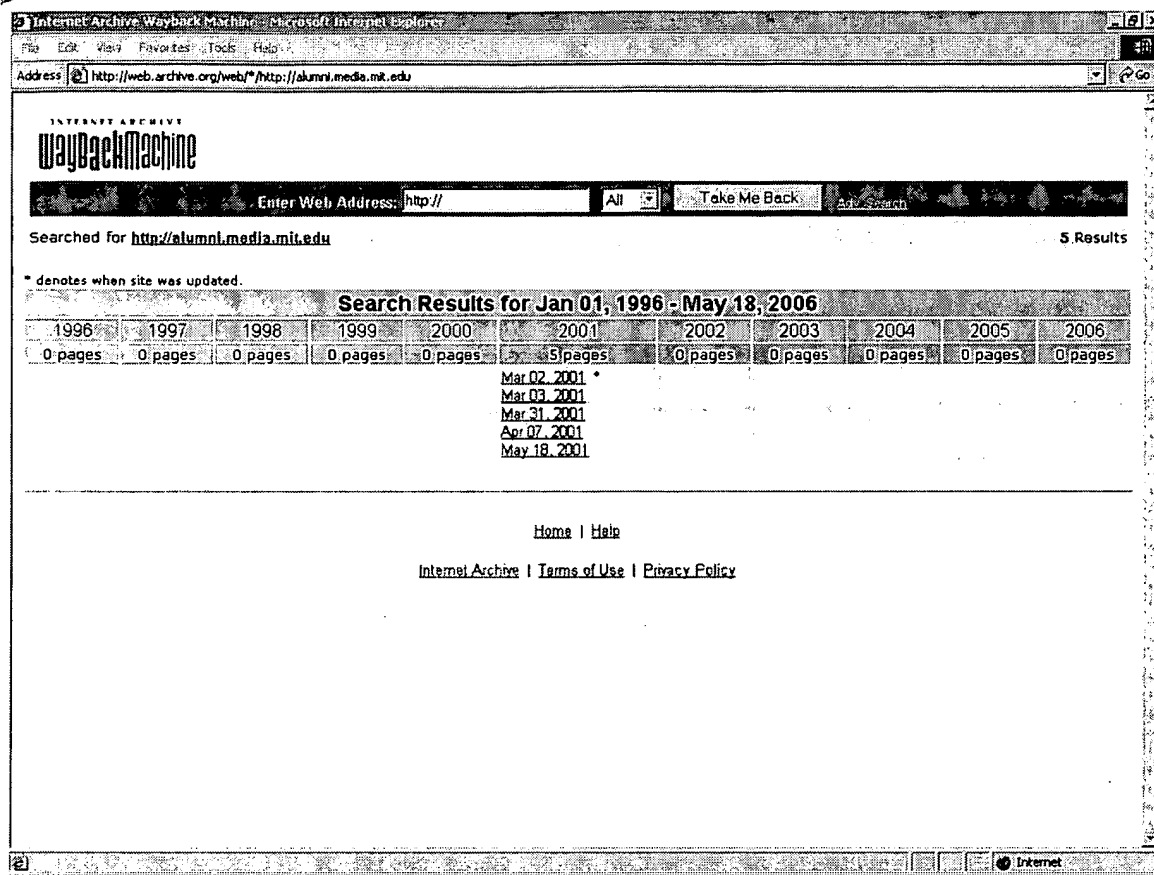 Internet Archive Wayback Machine - Microsoft Internet Explorer
File Edit View Favorites Tools Help
Address http://web.archive.org/web/*/http://alumni.media.mit.edu Go
INTERNET ARCHIVE
WayBackMachine
Enter Web Address: http:// All Take Me Back Adv. Search
Searched for http://alumni.media.mit.edu 5 Results
* denotes when site was updated.
Search Results for Jan 01, 1996 - May 18, 2006
1996 1997 1998 1999 2000 2001 2002 2003 2004 2005 2006
0 pages 0 pages 0 pages 0 pages 0 pages 5 pages 0 pages 0 pages 0 pages 0 pages 0 pages
Mar 02, 2001 *
Mar 03, 2001
Mar 31, 2001
Apr 07, 2001
May 18, 2001
Home | Help
Internet Archive | Terms of Use | Privacy Policy
Internet